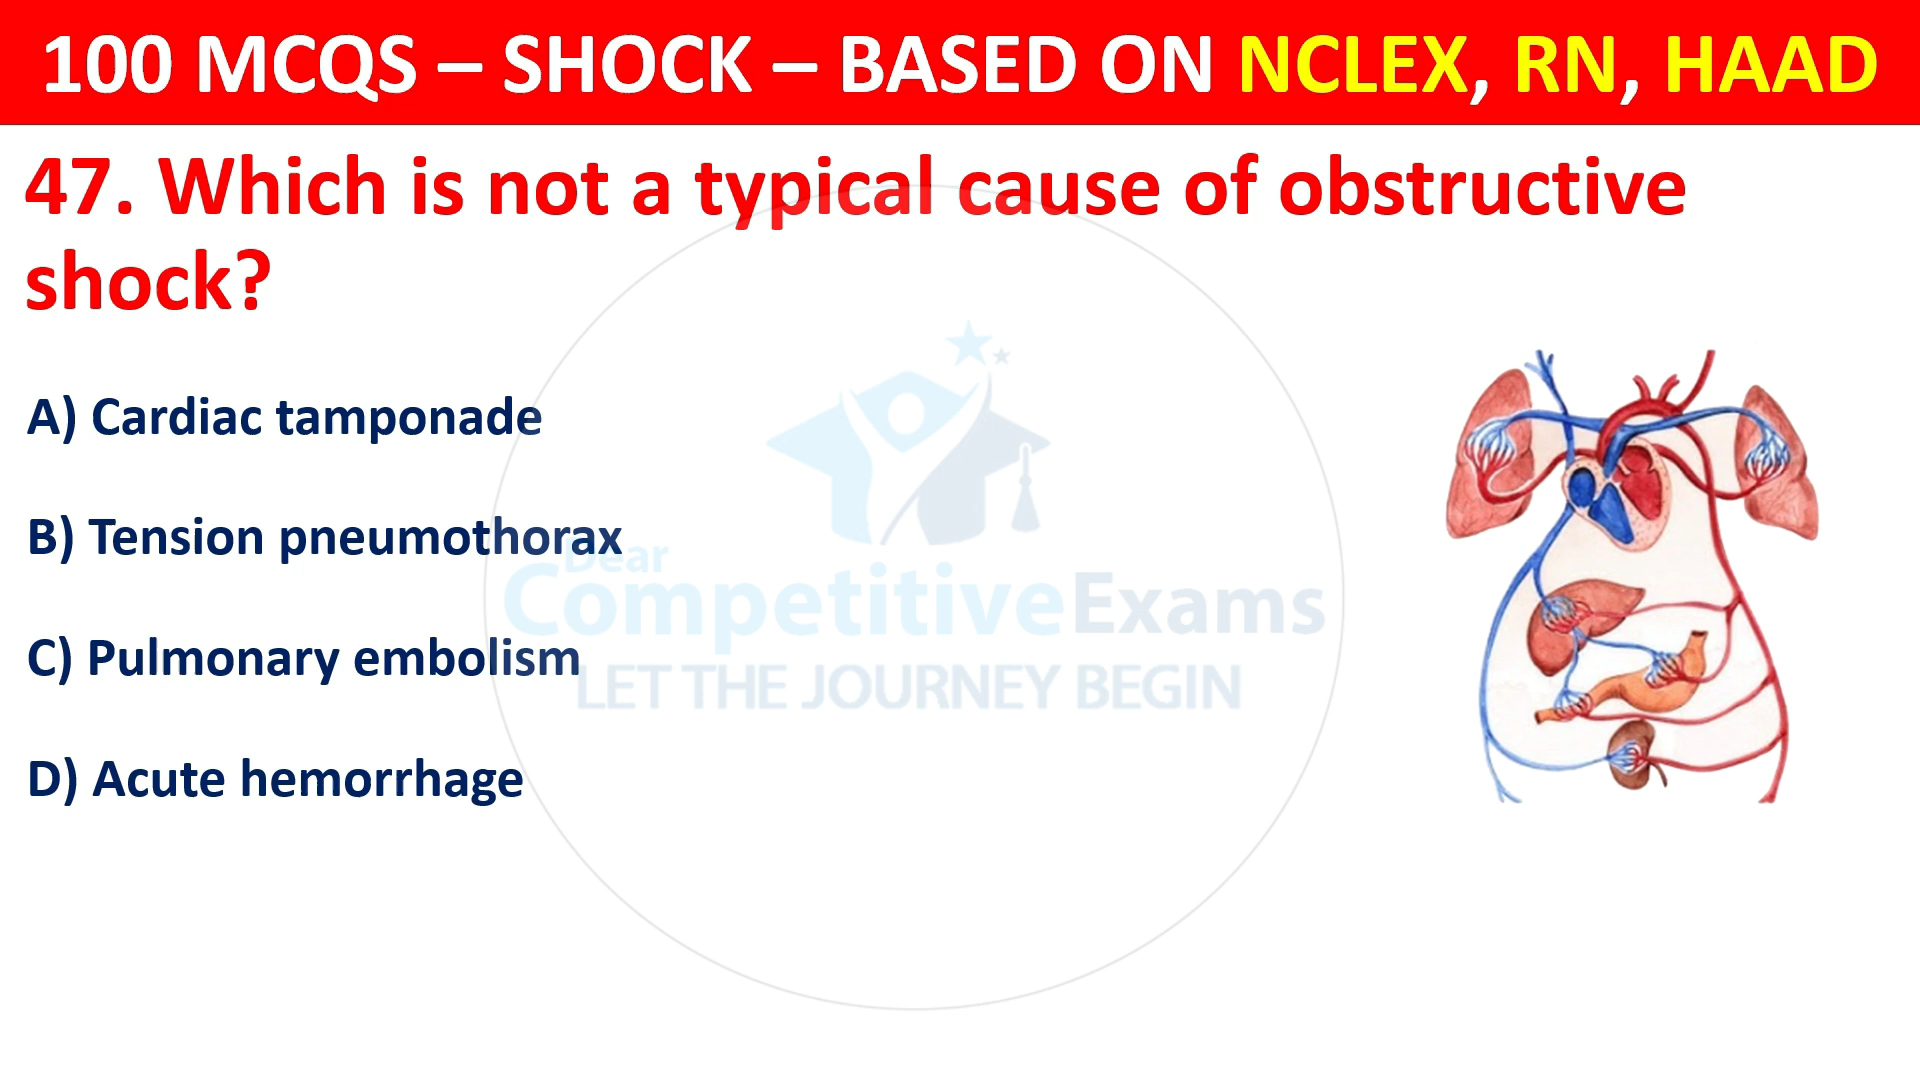 100 MCQS – SHOCK – BASED ON NCLEX, RN, HAAD
47. Which is not a typical cause of obstructive
shock?
A) Cardiac tamponade
B) Tension pneumothorax
C) Pulmonary embolism
D) Acute hemorrhage
Dear
CompetitiveExams
LET THE JOURNEY BEGIN